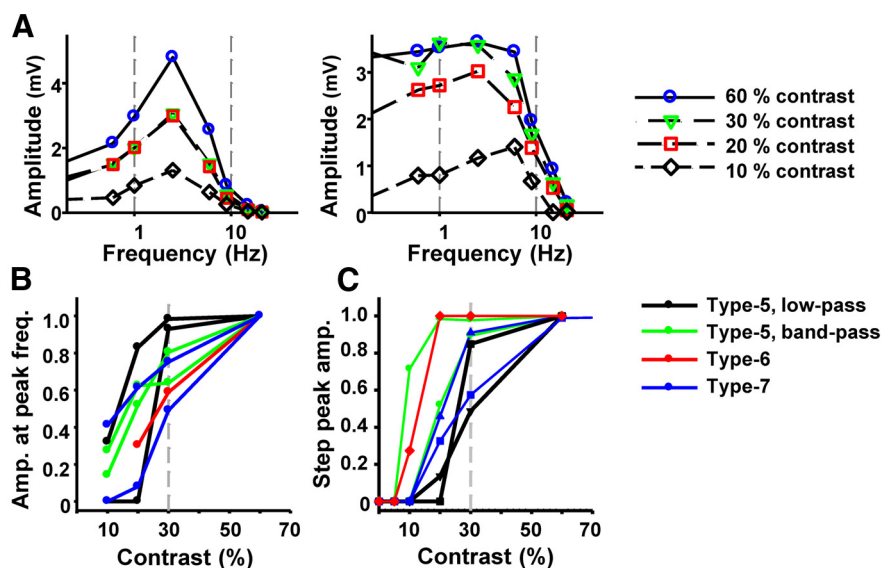 A
Amplitude (mV)
4
2
0
1
10
Frequency (Hz)
Amplitude (mV)
3
2
1
0
1
10
Frequency (Hz)
60 % contrast
30 % contrast
20 % contrast
10 % contrast
B
Amp. at peak freq.
1.0
0.8
0.6
0.4
0.2
0
10
30
50
70
Contrast (%)
C
Step peak amp.
1.0
0.8
0.6
0.4
0.2
0
10
30
50
70
Contrast (%)
Type-5, low-pass
Type-5, band-pass
Type-6
Type-7